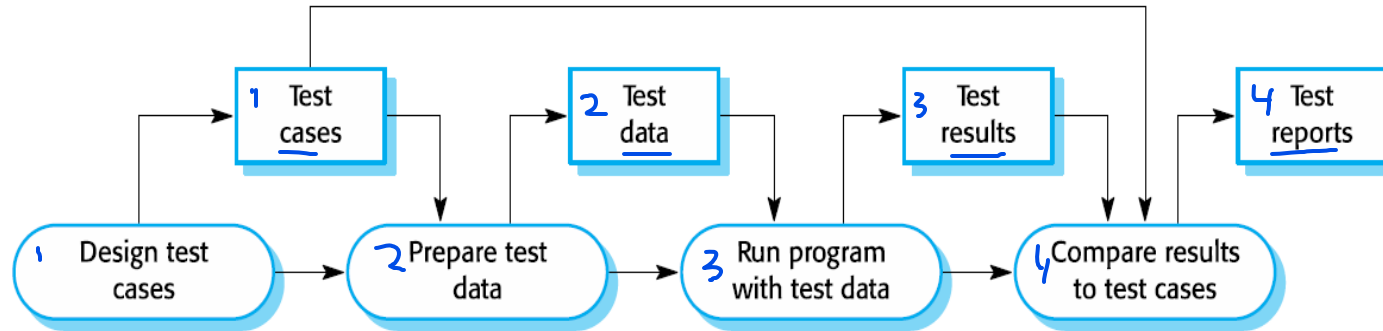 1 Test
cases
2 Test
data
3 Test
results
4 Test
reports
1 Design test
cases
2 Prepare test
data
3 Run program
with test data
4 Compare results
to test cases